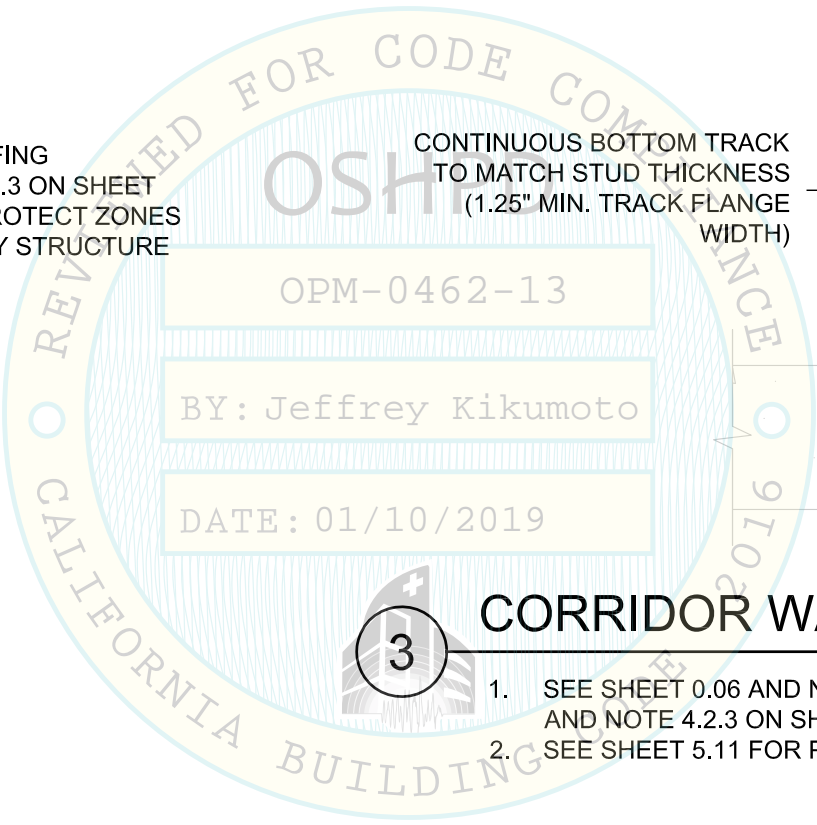 FING
.3 ON SHEET
ROTECT ZONES
Y STRUCTURE
CONTINUOUS BOTTOM TRACK
TO MATCH STUD THICKNESS
(1.25" MIN. TRACK FLANGE
WIDTH)
REVIEWED FOR CODE COMPLIANCE
OSHPD
OPM-0462-13
BY: Jeffrey Kikumoto
DATE: 01/10/2019
CALIFORNIA BUILDING CODE 2016
3
CORRIDOR WA
1. SEE SHEET 0.06 AND N
AND NOTE 4.2.3 ON SH
2. SEE SHEET 5.11 FOR F